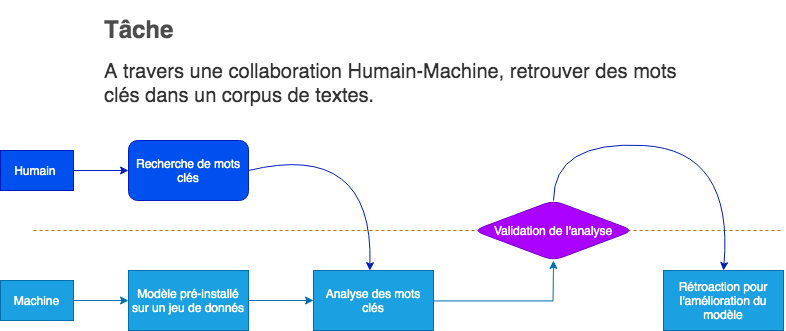 Tâche
A travers une collaboration Humain-Machine, retrouver des mots
clés dans un corpus de textes.
Humain
Recherche de mots
clés
Validation de l'analyse
Machine
Modèle pré-installé
sur un jeu de donnés
Analyse des mots
clés
Rétroaction pour
l'amélioration du
modèle